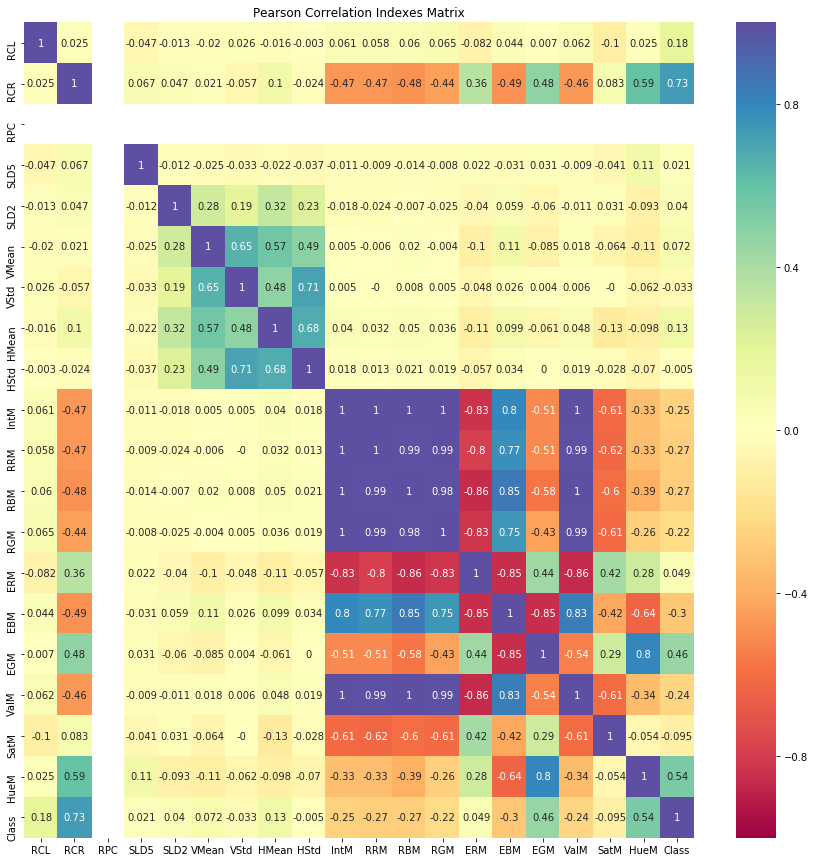 Pearson Correlation Indexes Matrix
RCL 1 0.025 -0.047 -0.013 -0.02 0.026 -0.016 -0.003 0.061 0.058 0.06 0.065 -0.082 0.044 0.007 0.062 -0.1 0.025 0.18
RCR 0.025 1 0.067 0.047 0.021 -0.057 0.1 -0.024 -0.47 -0.47 -0.48 -0.44 0.36 -0.49 0.48 -0.46 0.083 0.59 0.73
RPC
SLD5 -0.047 0.067 1 -0.012 -0.025 -0.033 -0.022 -0.037 -0.011 -0.009 -0.014 -0.008 0.022 -0.031 0.031 -0.009 -0.041 0.11 0.021
SLD2 -0.013 0.047 -0.012 1 0.28 0.19 0.32 0.23 -0.018 -0.024 -0.007 -0.025 -0.04 0.059 -0.06 -0.011 0.031 -0.093 0.04
VMean -0.02 0.021 -0.025 0.28 1 0.65 0.57 0.49 0.005 -0.006 0.02 -0.004 -0.1 0.11 -0.085 0.018 -0.064 -0.11 0.072
VStd 0.026 -0.057 -0.033 0.19 0.65 1 0.48 0.71 0.005 -0 0.008 0.005 -0.048 0.026 0.004 0.006 -0 -0.062 -0.033
HMean -0.016 0.1 -0.022 0.32 0.57 0.48 1 0.68 0.04 0.032 0.05 0.036 -0.11 0.099 -0.061 0.048 -0.13 -0.098 0.13
HStd -0.003 -0.024 -0.037 0.23 0.49 0.71 0.68 1 0.018 0.013 0.021 0.019 -0.057 0.034 0 0.019 -0.028 -0.07 -0.005
IntM 0.061 -0.47 -0.011 -0.018 0.005 0.005 0.04 0.018 1 1 1 1 -0.83 0.8 -0.51 1 -0.61 -0.33 -0.25
RRM 0.058 -0.47 -0.009 -0.024 -0.006 -0 0.032 0.013 1 1 0.99 0.99 -0.8 0.77 -0.51 0.99 -0.62 -0.33 -0.27
RBM 0.06 -0.48 -0.014 -0.007 0.02 0.008 0.05 0.021 1 0.99 1 0.98 -0.86 0.85 -0.58 1 -0.6 -0.39 -0.27
RGM 0.065 -0.44 -0.008 -0.025 -0.004 0.005 0.036 0.019 1 0.99 0.98 1 -0.83 0.75 -0.43 0.99 -0.61 -0.26 -0.22
ERM -0.082 0.36 0.022 -0.04 -0.1 -0.048 -0.11 -0.057 -0.83 -0.8 -0.86 -0.83 1 -0.85 0.44 -0.86 0.42 0.28 0.049
EBM 0.044 -0.49 -0.031 0.059 0.11 0.026 0.099 0.034 0.8 0.77 0.85 0.75 -0.85 1 -0.85 0.83 -0.42 -0.64 -0.3
EGM 0.007 0.48 0.031 -0.06 -0.085 0.004 -0.061 0 -0.51 -0.51 -0.58 -0.43 0.44 -0.85 1 -0.54 0.29 0.8 0.46
ValM 0.062 -0.46 -0.009 -0.011 0.018 0.006 0.048 0.019 1 0.99 1 0.99 -0.86 0.83 -0.54 1 -0.61 -0.34 -0.24
SatM -0.1 0.083 -0.041 0.031 -0.064 -0 -0.13 -0.028 -0.61 -0.62 -0.6 -0.61 0.42 -0.42 0.29 -0.61 1 -0.054 -0.095
HueM 0.025 0.59 0.11 -0.093 -0.11 -0.062 -0.098 -0.07 -0.33 -0.33 -0.39 -0.26 0.28 -0.64 0.8 -0.34 -0.054 1 0.54
Class 0.18 0.73 0.021 0.04 0.072 -0.033 0.13 -0.005 -0.25 -0.27 -0.27 -0.22 0.049 -0.3 0.46 -0.24 -0.095 0.54 1
RCL RCR RPC SLD5 SLD2 VMean VStd HMean HStd IntM RRM RBM RGM ERM EBM EGM ValM SatM HueM Class
0.8
0.4
0.0
−0.4
−0.8